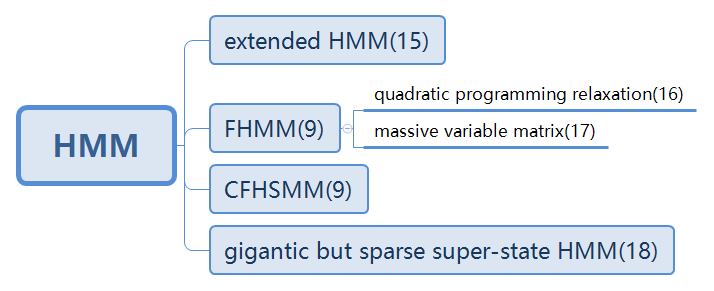 HMM
extended HMM(15)
FHMM(9)
quadratic programming relaxation(16)
massive variable matrix(17)
CFHSMM(9)
gigantic but sparse super-state HMM(18)